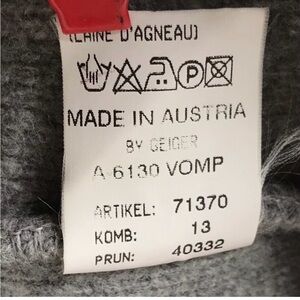 (LAINE D'AGNEAU)
P
MADE IN AUSTRIA
BY GEIGER
A-6130 VOMP
ARTIKEL: 71370
KOMB: 13
PRUN: 40332